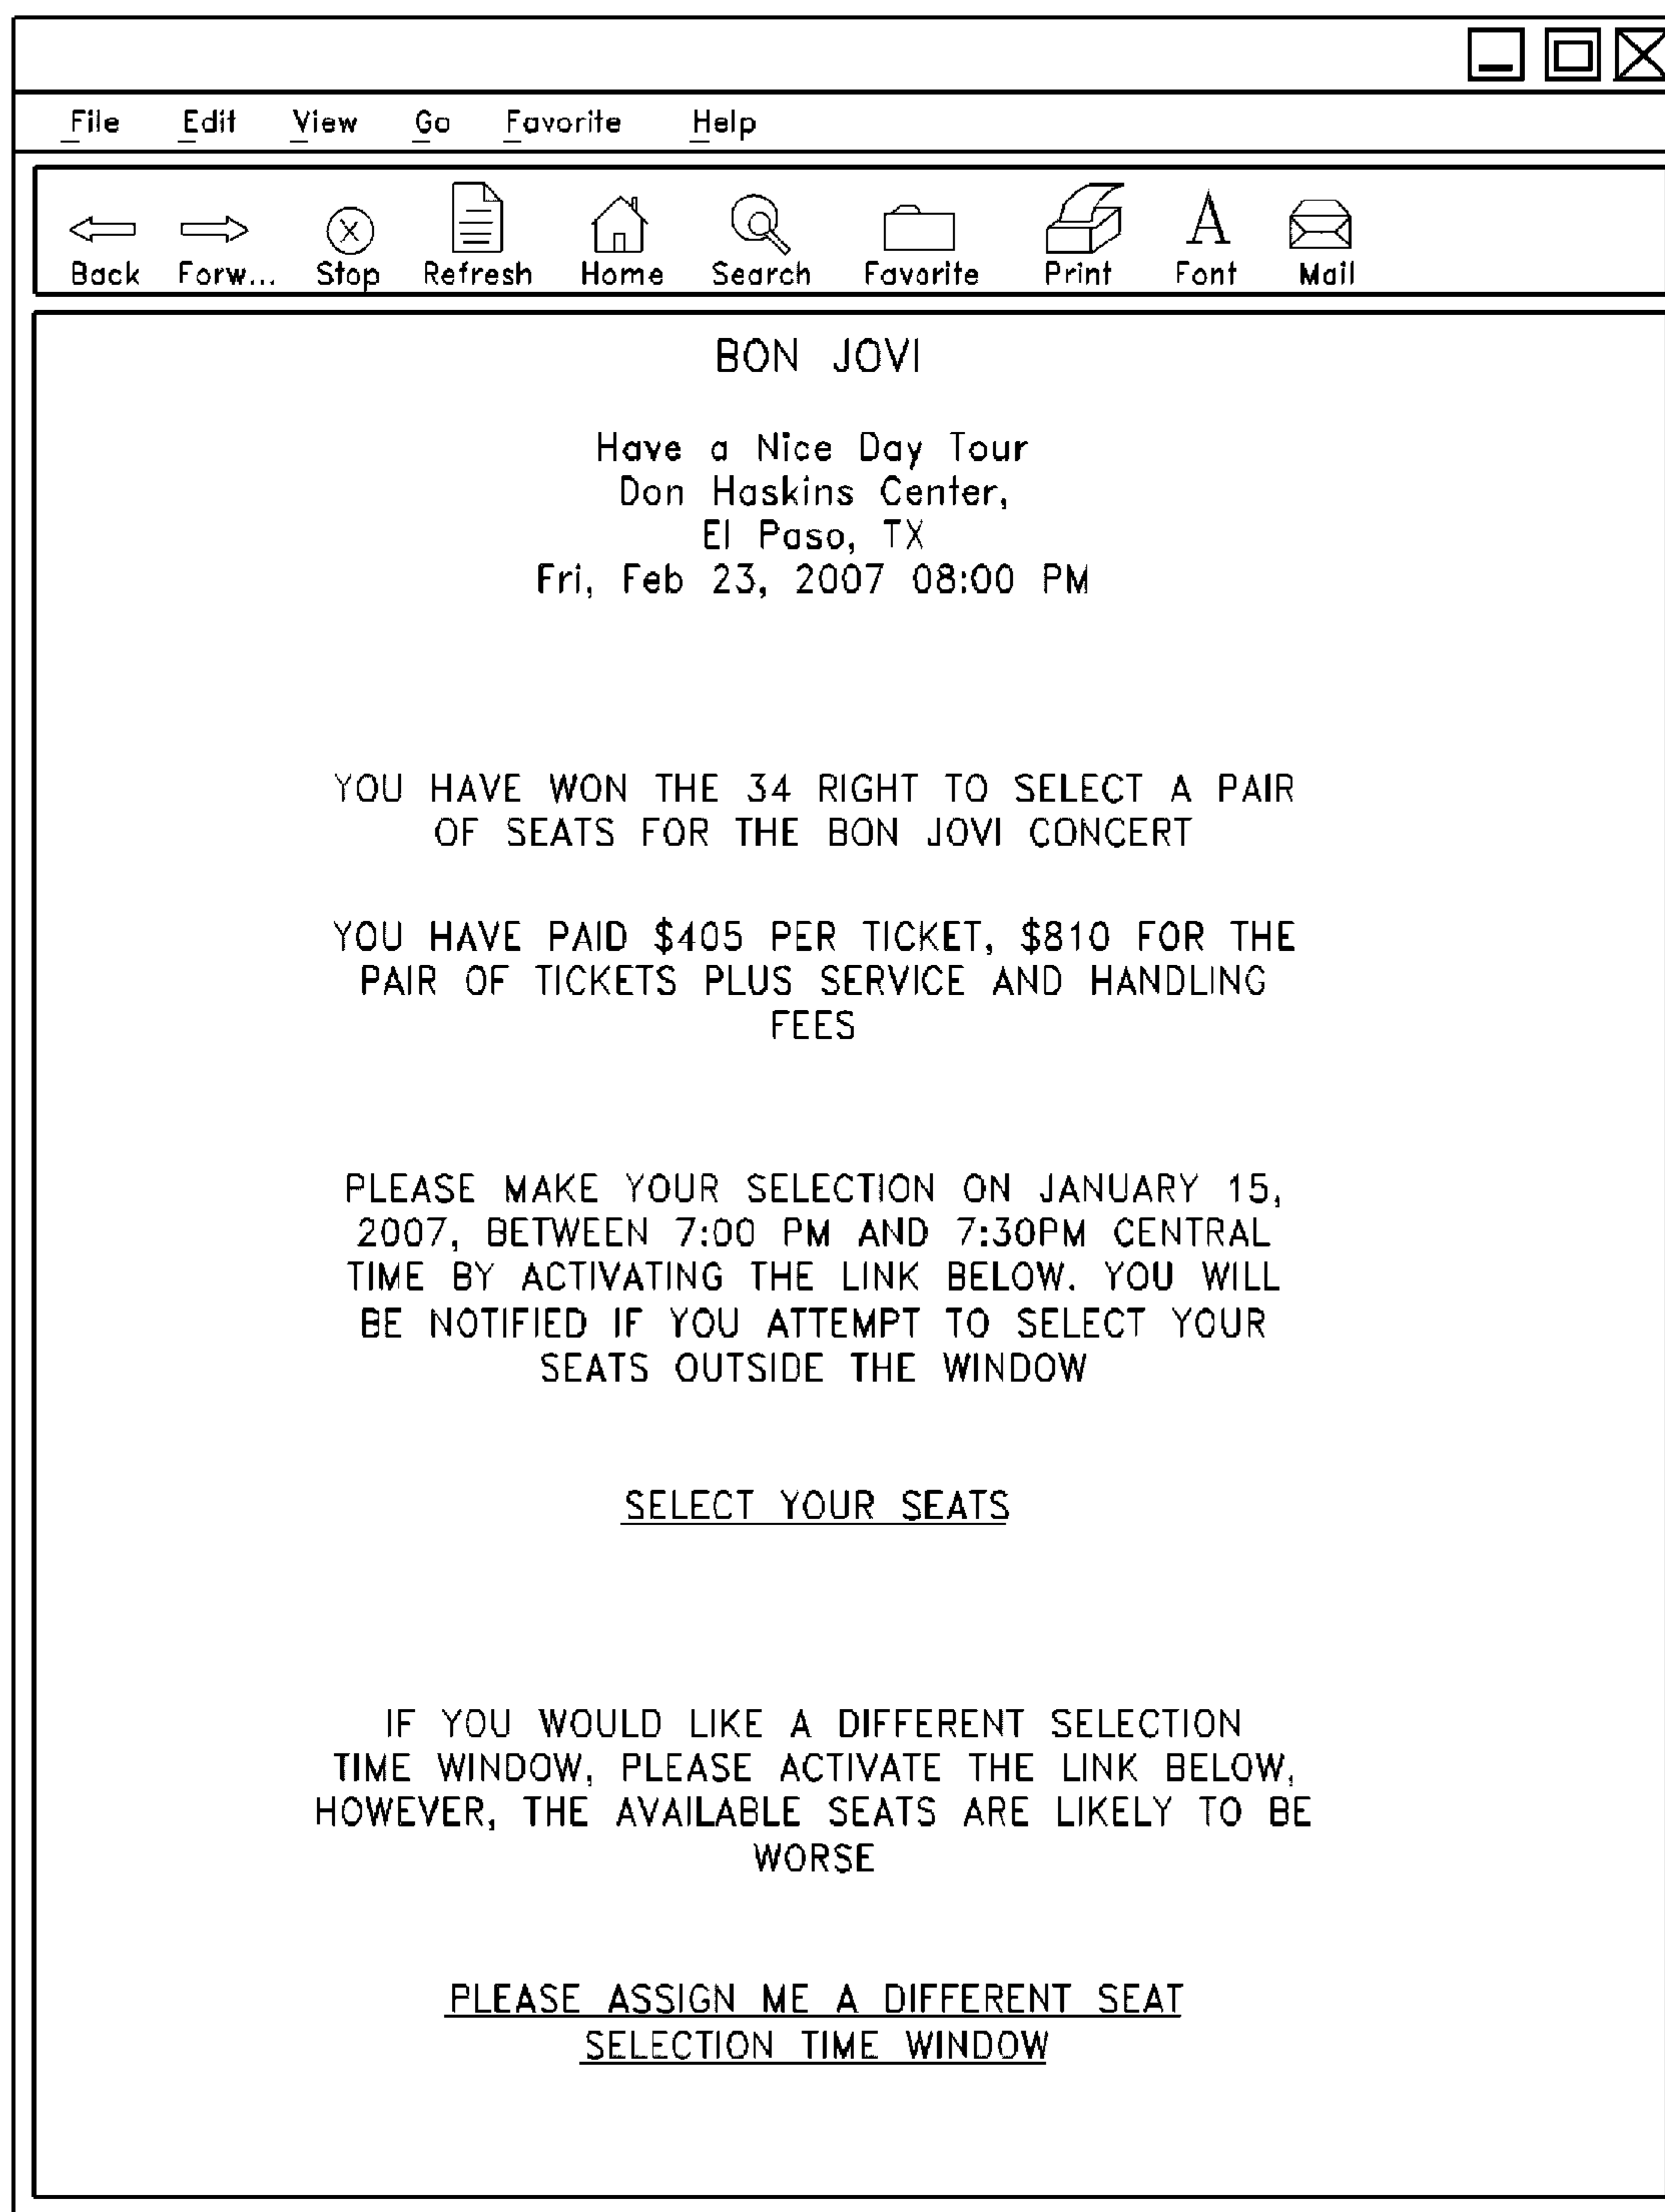 File Edit View Go Favorite Help
Back Forw... Stop Refresh Home Search Favorite Print Font Mail
BON JOVI
Have a Nice Day Tour
Don Haskins Center,
El Paso, TX
Fri, Feb 23, 2007 08:00 PM
YOU HAVE WON THE 34 RIGHT TO SELECT A PAIR
OF SEATS FOR THE BON JOVI CONCERT
YOU HAVE PAID $405 PER TICKET, $810 FOR THE
PAIR OF TICKETS PLUS SERVICE AND HANDLING
FEES
PLEASE MAKE YOUR SELECTION ON JANUARY 15,
2007, BETWEEN 7:00 PM AND 7:30PM CENTRAL
TIME BY ACTIVATING THE LINK BELOW. YOU WILL
BE NOTIFIED IF YOU ATTEMPT TO SELECT YOUR
SEATS OUTSIDE THE WINDOW
SELECT YOUR SEATS
IF YOU WOULD LIKE A DIFFERENT SELECTION
TIME WINDOW, PLEASE ACTIVATE THE LINK BELOW,
HOWEVER, THE AVAILABLE SEATS ARE LIKELY TO BE
WORSE
PLEASE ASSIGN ME A DIFFERENT SEAT
SELECTION TIME WINDOW